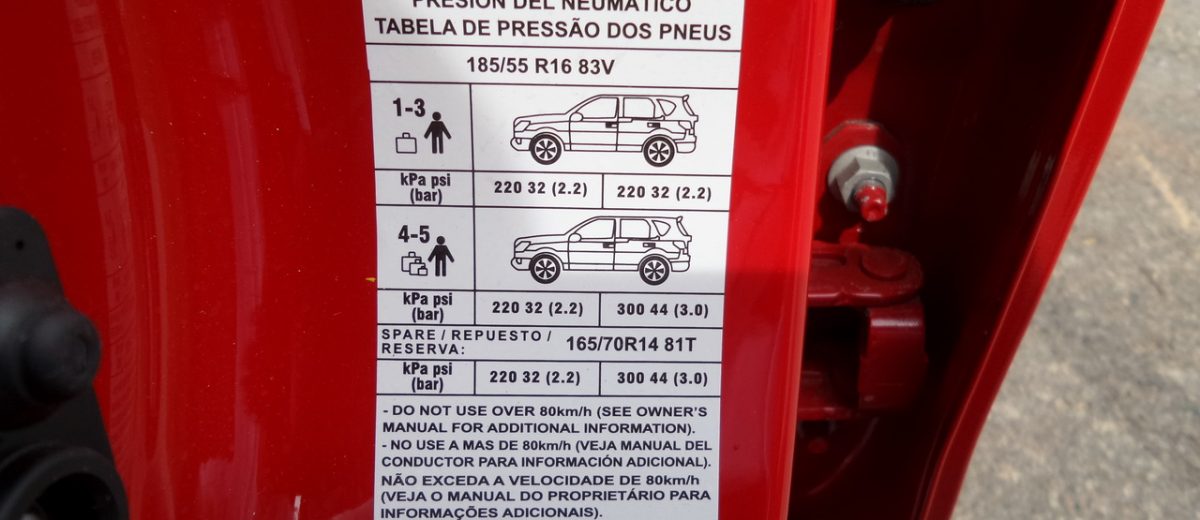 PRESIÓN DEL NEUMÁTICO
TABELA DE PRESSÃO DOS PNEUS
185/55 R16 83V
1-3
kPa psi (bar) 220 32 (2.2) 220 32 (2.2)
4-5
kPa psi (bar) 220 32 (2.2) 300 44 (3.0)
SPARE / REPUESTO /
RESERVA: 165/70R14 81T
kPa psi (bar) 220 32 (2.2) 300 44 (3.0)
- DO NOT USE OVER 80km/h (SEE OWNER'S
MANUAL FOR ADDITIONAL INFORMATION).
- NO USE A MAS DE 80km/h (VEJA MANUAL DEL
CONDUCTOR PARA INFORMACIÓN ADICIONAL).
NÃO EXCEDA A VELOCIDADE DE 80km/h
(VEJA O MANUAL DO PROPRIETÁRIO PARA
INFORMAÇÕES ADICIONAIS).